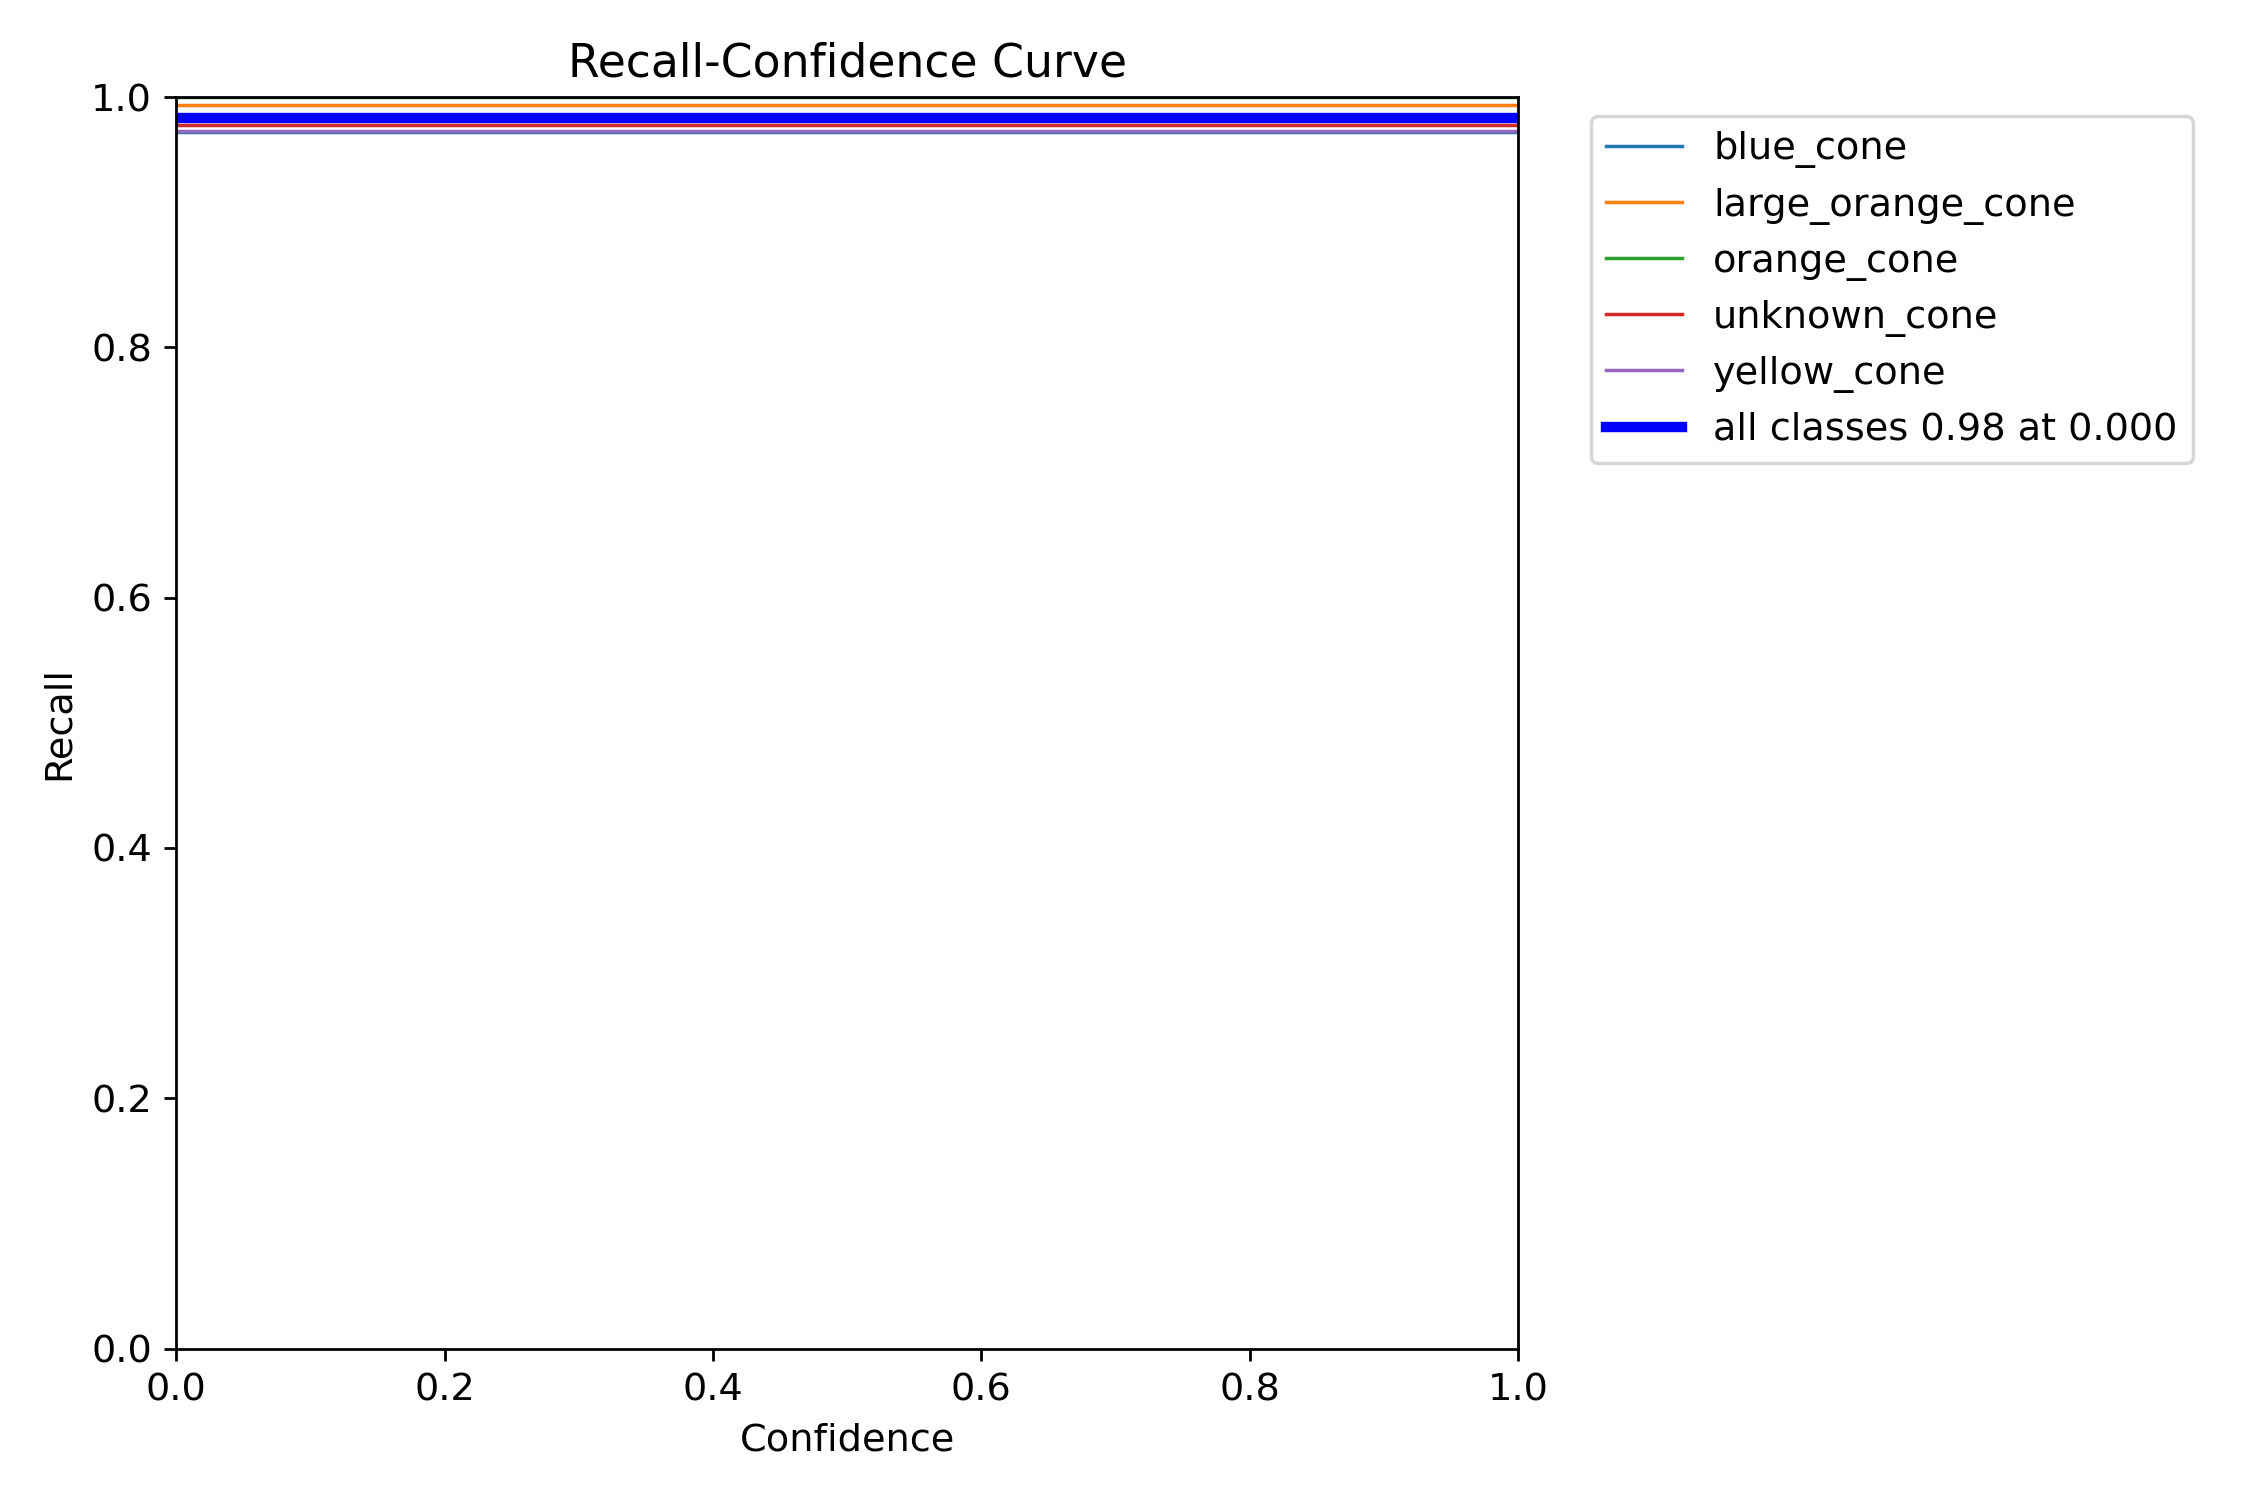 Recall-Confidence Curve
1.0
0.8
0.6
0.4
0.2
0.0
Recall
0.0 0.2 0.4 0.6 0.8 1.0
Confidence
blue_cone
large_orange_cone
orange_cone
unknown_cone
yellow_cone
all classes 0.98 at 0.000